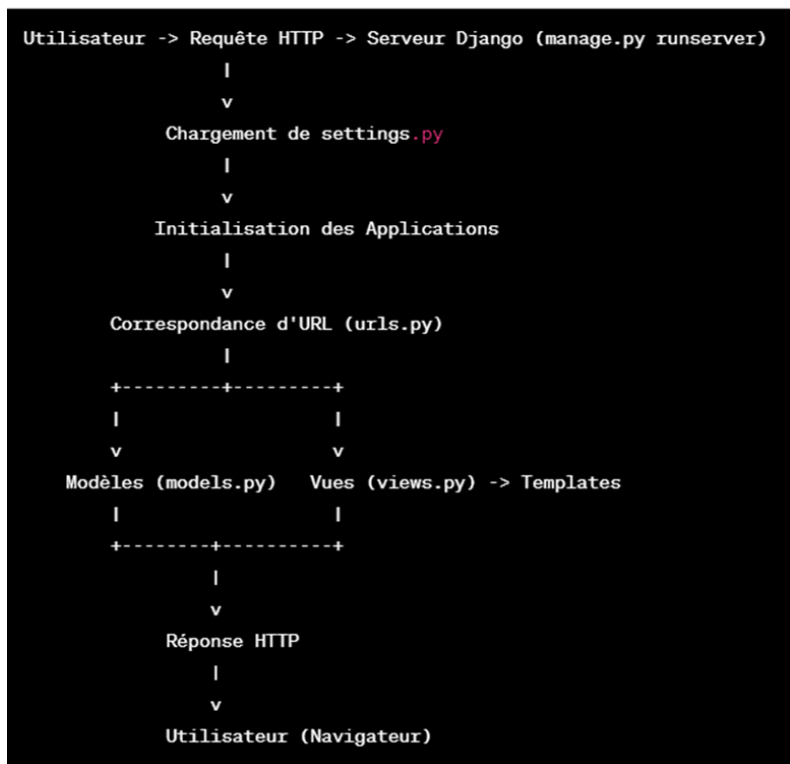 Utilisateur -> Requête HTTP -> Serveur Django (manage.py runserver)
|
v
Chargement de settings.py
|
v
Initialisation des Applications
|
v
Correspondance d'URL (urls.py)
|
+---------+---------+
|                   |
v                   v
Modèles (models.py)   Vues (views.py) -> Templates
|                   |
+--------+----------+
|
v
Réponse HTTP
|
v
Utilisateur (Navigateur)